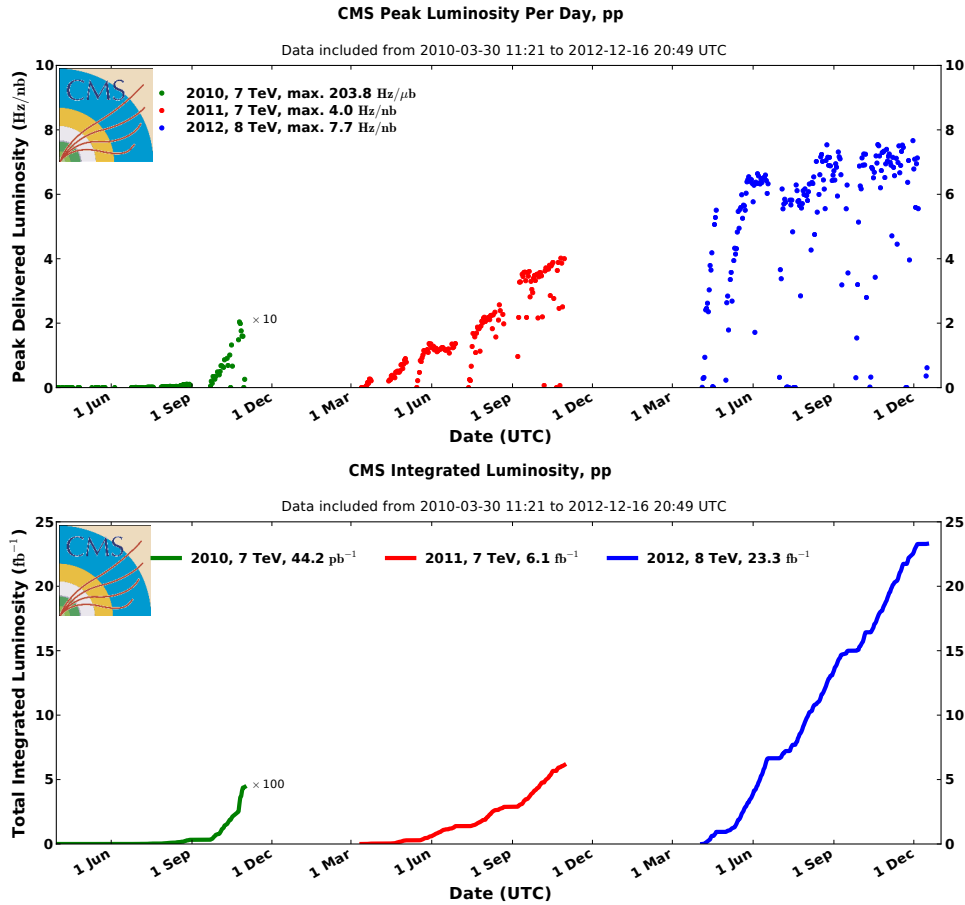 CMS Peak Luminosity Per Day, pp
Data included from 2010-03-30 11:21 to 2012-12-16 20:49 UTC
Peak Delivered Luminosity (Hz/nb)
10
8
6
4
2
0
CMS
2010, 7 TeV, max. 203.8 Hz/μb
2011, 7 TeV, max. 4.0 Hz/nb
2012, 8 TeV, max. 7.7 Hz/nb
× 10
10
8
6
4
2
0
1 Jun
1 Sep
1 Dec
1 Mar
1 Jun
1 Sep
1 Dec
1 Mar
1 Jun
1 Sep
1 Dec
Date (UTC)
CMS Integrated Luminosity, pp
Data included from 2010-03-30 11:21 to 2012-12-16 20:49 UTC
Total Integrated Luminosity (fb⁻¹)
25
20
15
10
5
0
CMS
2010, 7 TeV, 44.2 pb⁻¹
2011, 7 TeV, 6.1 fb⁻¹
2012, 8 TeV, 23.3 fb⁻¹
× 100
25
20
15
10
5
0
1 Jun
1 Sep
1 Dec
1 Mar
1 Jun
1 Sep
1 Dec
1 Mar
1 Jun
1 Sep
1 Dec
Date (UTC)